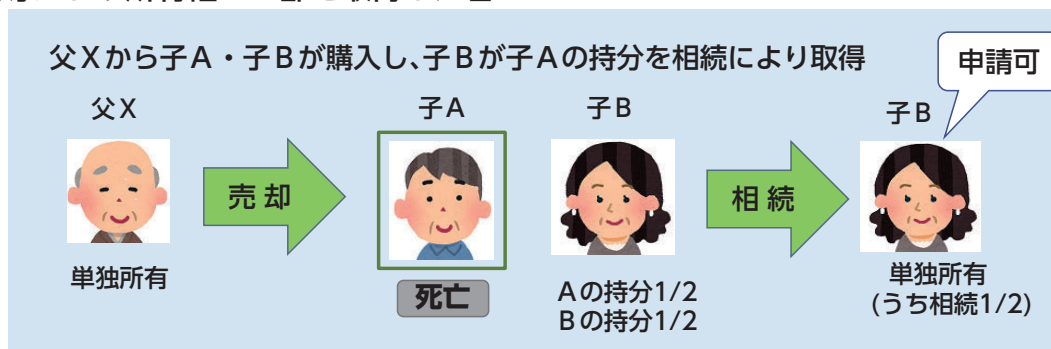 父Xから子A・子Bが購入し、子Bが子Aの持分を相続により取得
申請可
父X
子A
子B
子B
売却
相続
単独所有
死亡
Aの持分1/2
Bの持分1/2
単独所有
(うち相続1/2)